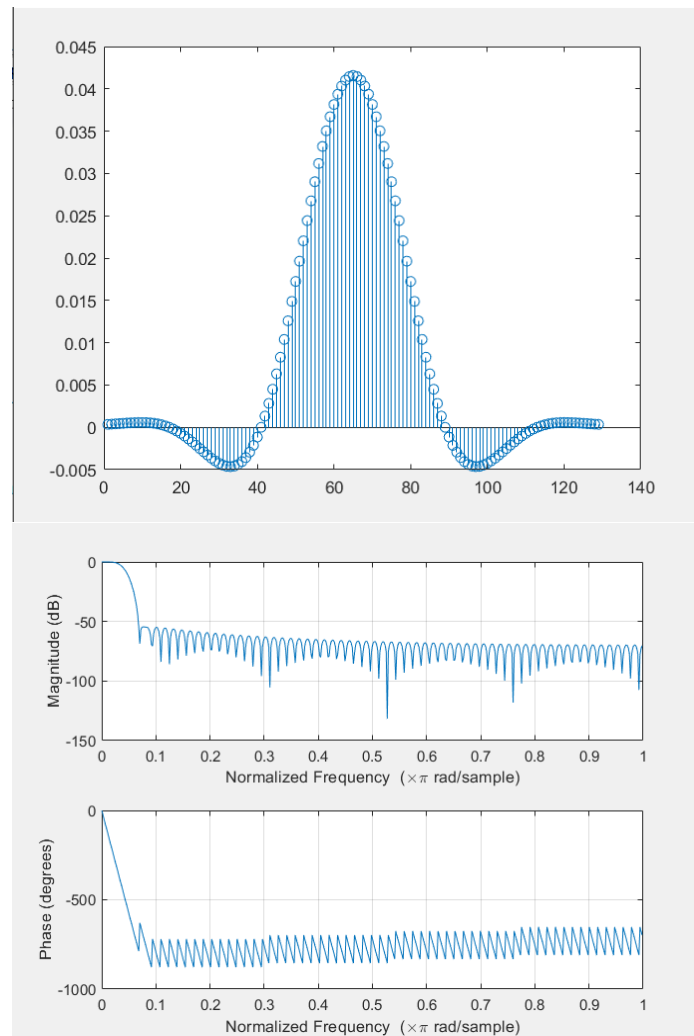 0.045
0.04
0.035
0.03
0.025
0.02
0.015
0.01
0.005
0
-0.005
0 20 40 60 80 100 120 140
Magnitude (dB)
0
-50
-100
-150
0 0.1 0.2 0.3 0.4 0.5 0.6 0.7 0.8 0.9 1
Normalized Frequency (×π rad/sample)
Phase (degrees)
0
-500
-1000
0 0.1 0.2 0.3 0.4 0.5 0.6 0.7 0.8 0.9 1
Normalized Frequency (×π rad/sample)